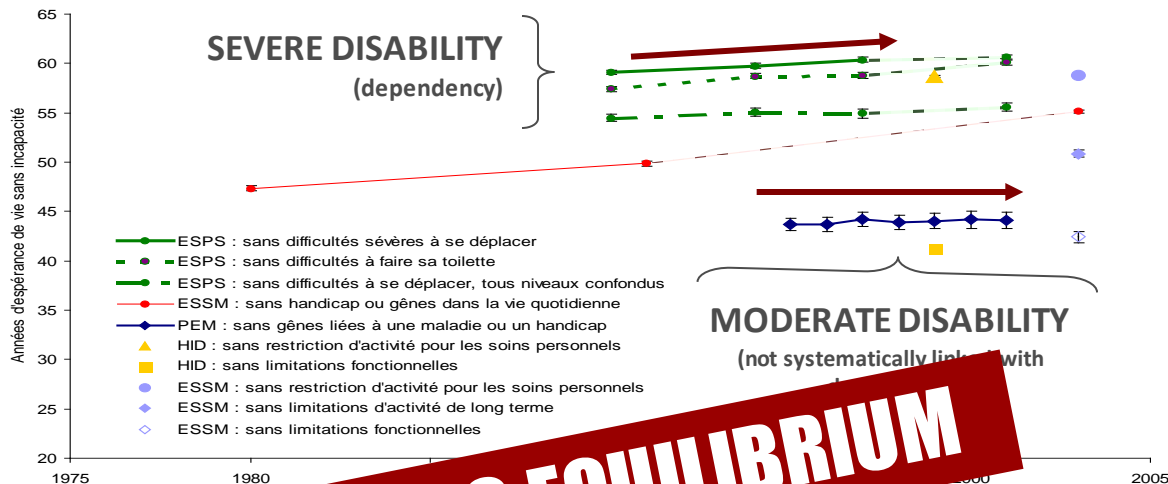 65
60
55
50
45
40
35
30
25
20
Années d'espérance de vie sans incapacité
SEVERE DISABILITY
(dependency)
ESPS : sans difficultés sévères à se déplacer
ESPS : sans difficultés à faire sa toilette
ESPS : sans difficultés à se déplacer, tous niveaux confondus
ESSM : sans handicap ou gênes dans la vie quotidienne
PEM : sans gênes liées à une maladie ou un handicap
HID : sans restriction d'activité pour les soins personnels
HID : sans limitations fonctionnelles
ESSM : sans restriction d'activité pour les soins personnels
ESSM : sans limitations d'activité de long terme
ESSM : sans limitations fonctionnelles
MODERATE DISABILITY
(not systematically linked with
EQUILIBRIUM
1975
1980
2000
2005